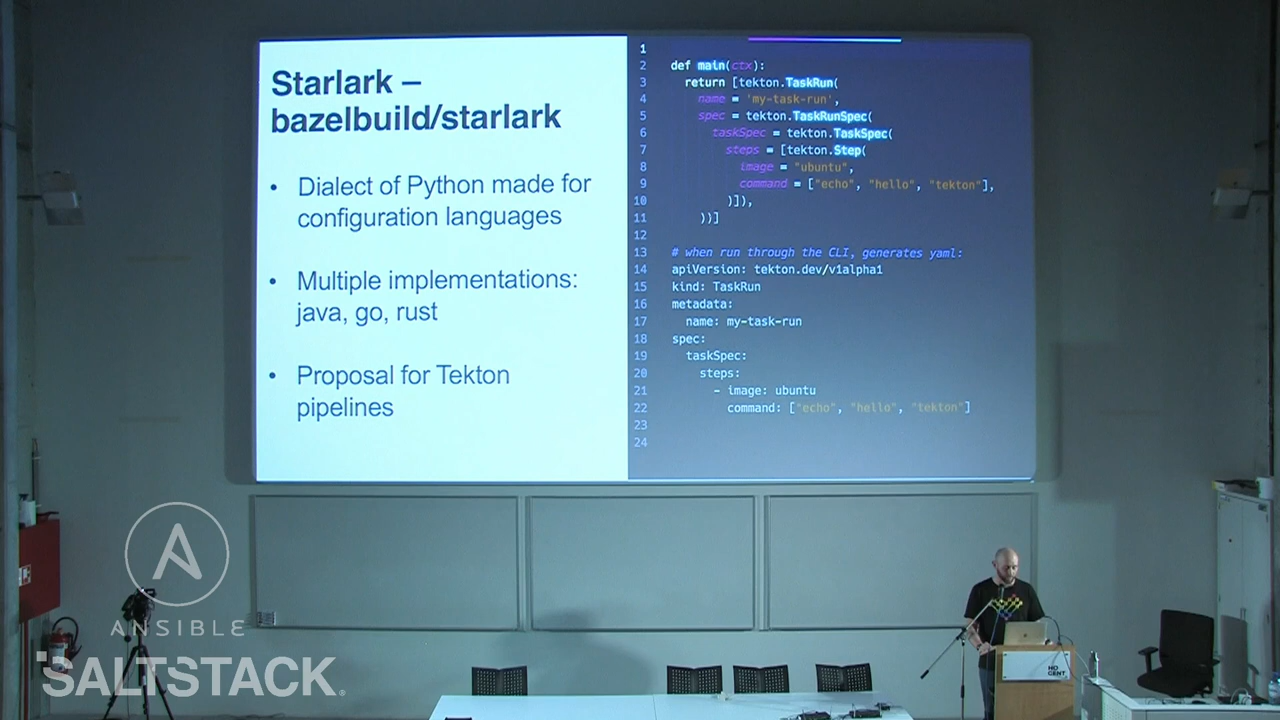 Starlark –
bazelbuild/starlark
• Dialect of Python made for
configuration languages
• Multiple implementations:
java, go, rust
• Proposal for Tekton
pipelines
1
2 def main(ctx):
3 return [tekton.TaskRun(
4 name = 'my-task-run',
5 spec = tekton.TaskRunSpec(
6 taskSpec = tekton.TaskSpec(
7 steps = [tekton.Step(
8 image = "ubuntu",
9 command = ["echo", "hello", "tekton"],
10 )]),
11 ))]
12
13 # when run through the CLI, generates yaml:
14 apiVersion: tekton.dev/v1alpha1
15 kind: TaskRun
16 metadata:
17 name: my-task-run
18 spec:
19 taskSpec:
20 steps:
21 - image: ubuntu
22 command: ["echo", "hello", "tekton"]
23
24
ANSIBLE
SALTSTACK
HO
GENT